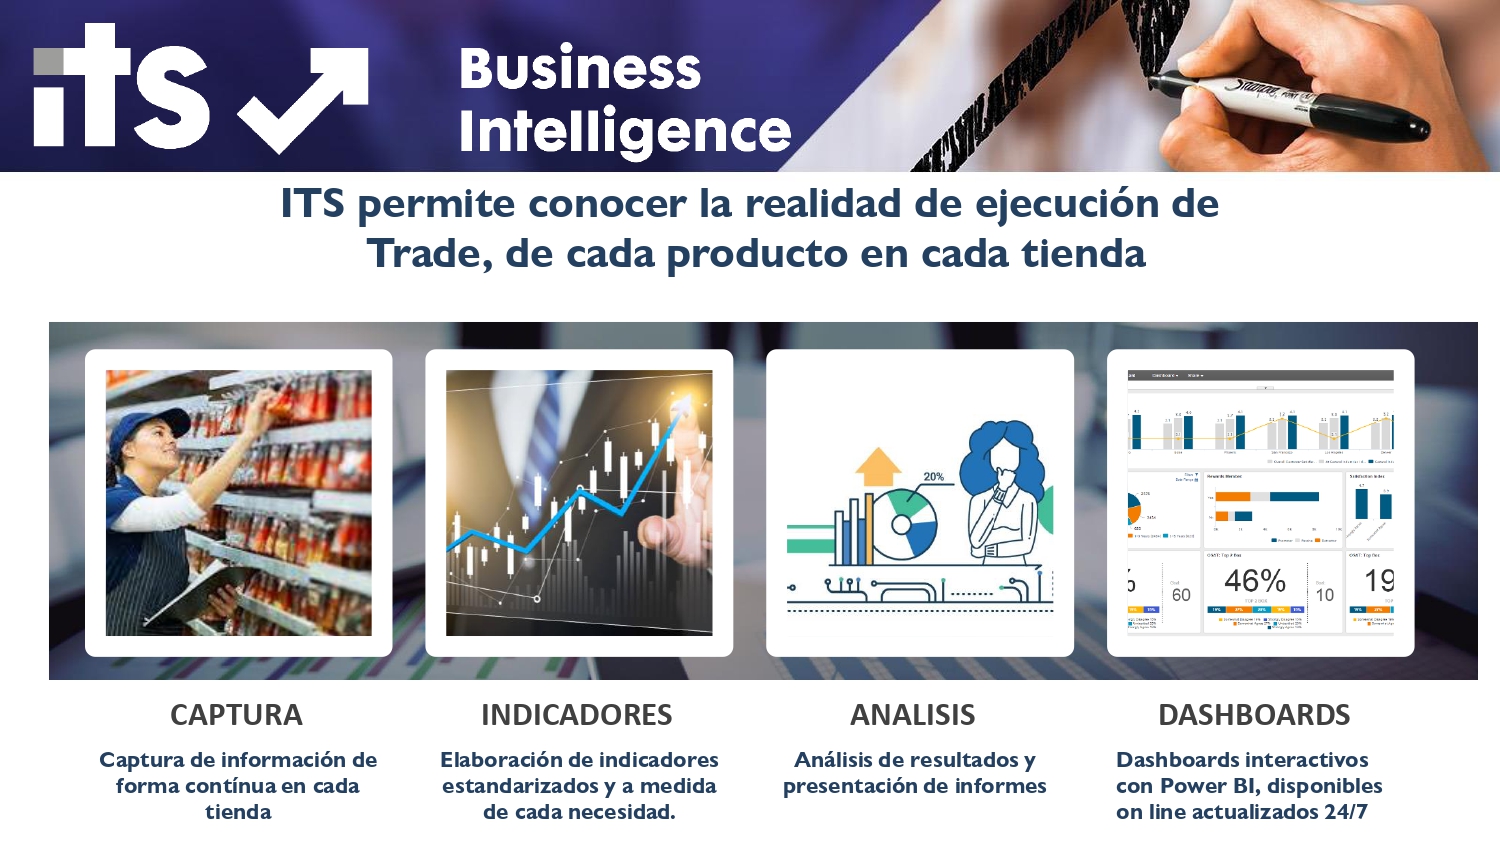 its
Business
Intelligence
ITS permite conocer la realidad de ejecución de
Trade, de cada producto en cada tienda
20%
Rewards Member
46%
60
10
19
CAPTURA
INDICADORES
ANALISIS
DASHBOARDS
Captura de información de
forma contínua en cada
tienda
Elaboración de indicadores
estandarizados y a medida
de cada necesidad.
Análisis de resultados y
presentación de informes
Dashboards interactivos
con Power BI, disponibles
on line actualizados 24/7